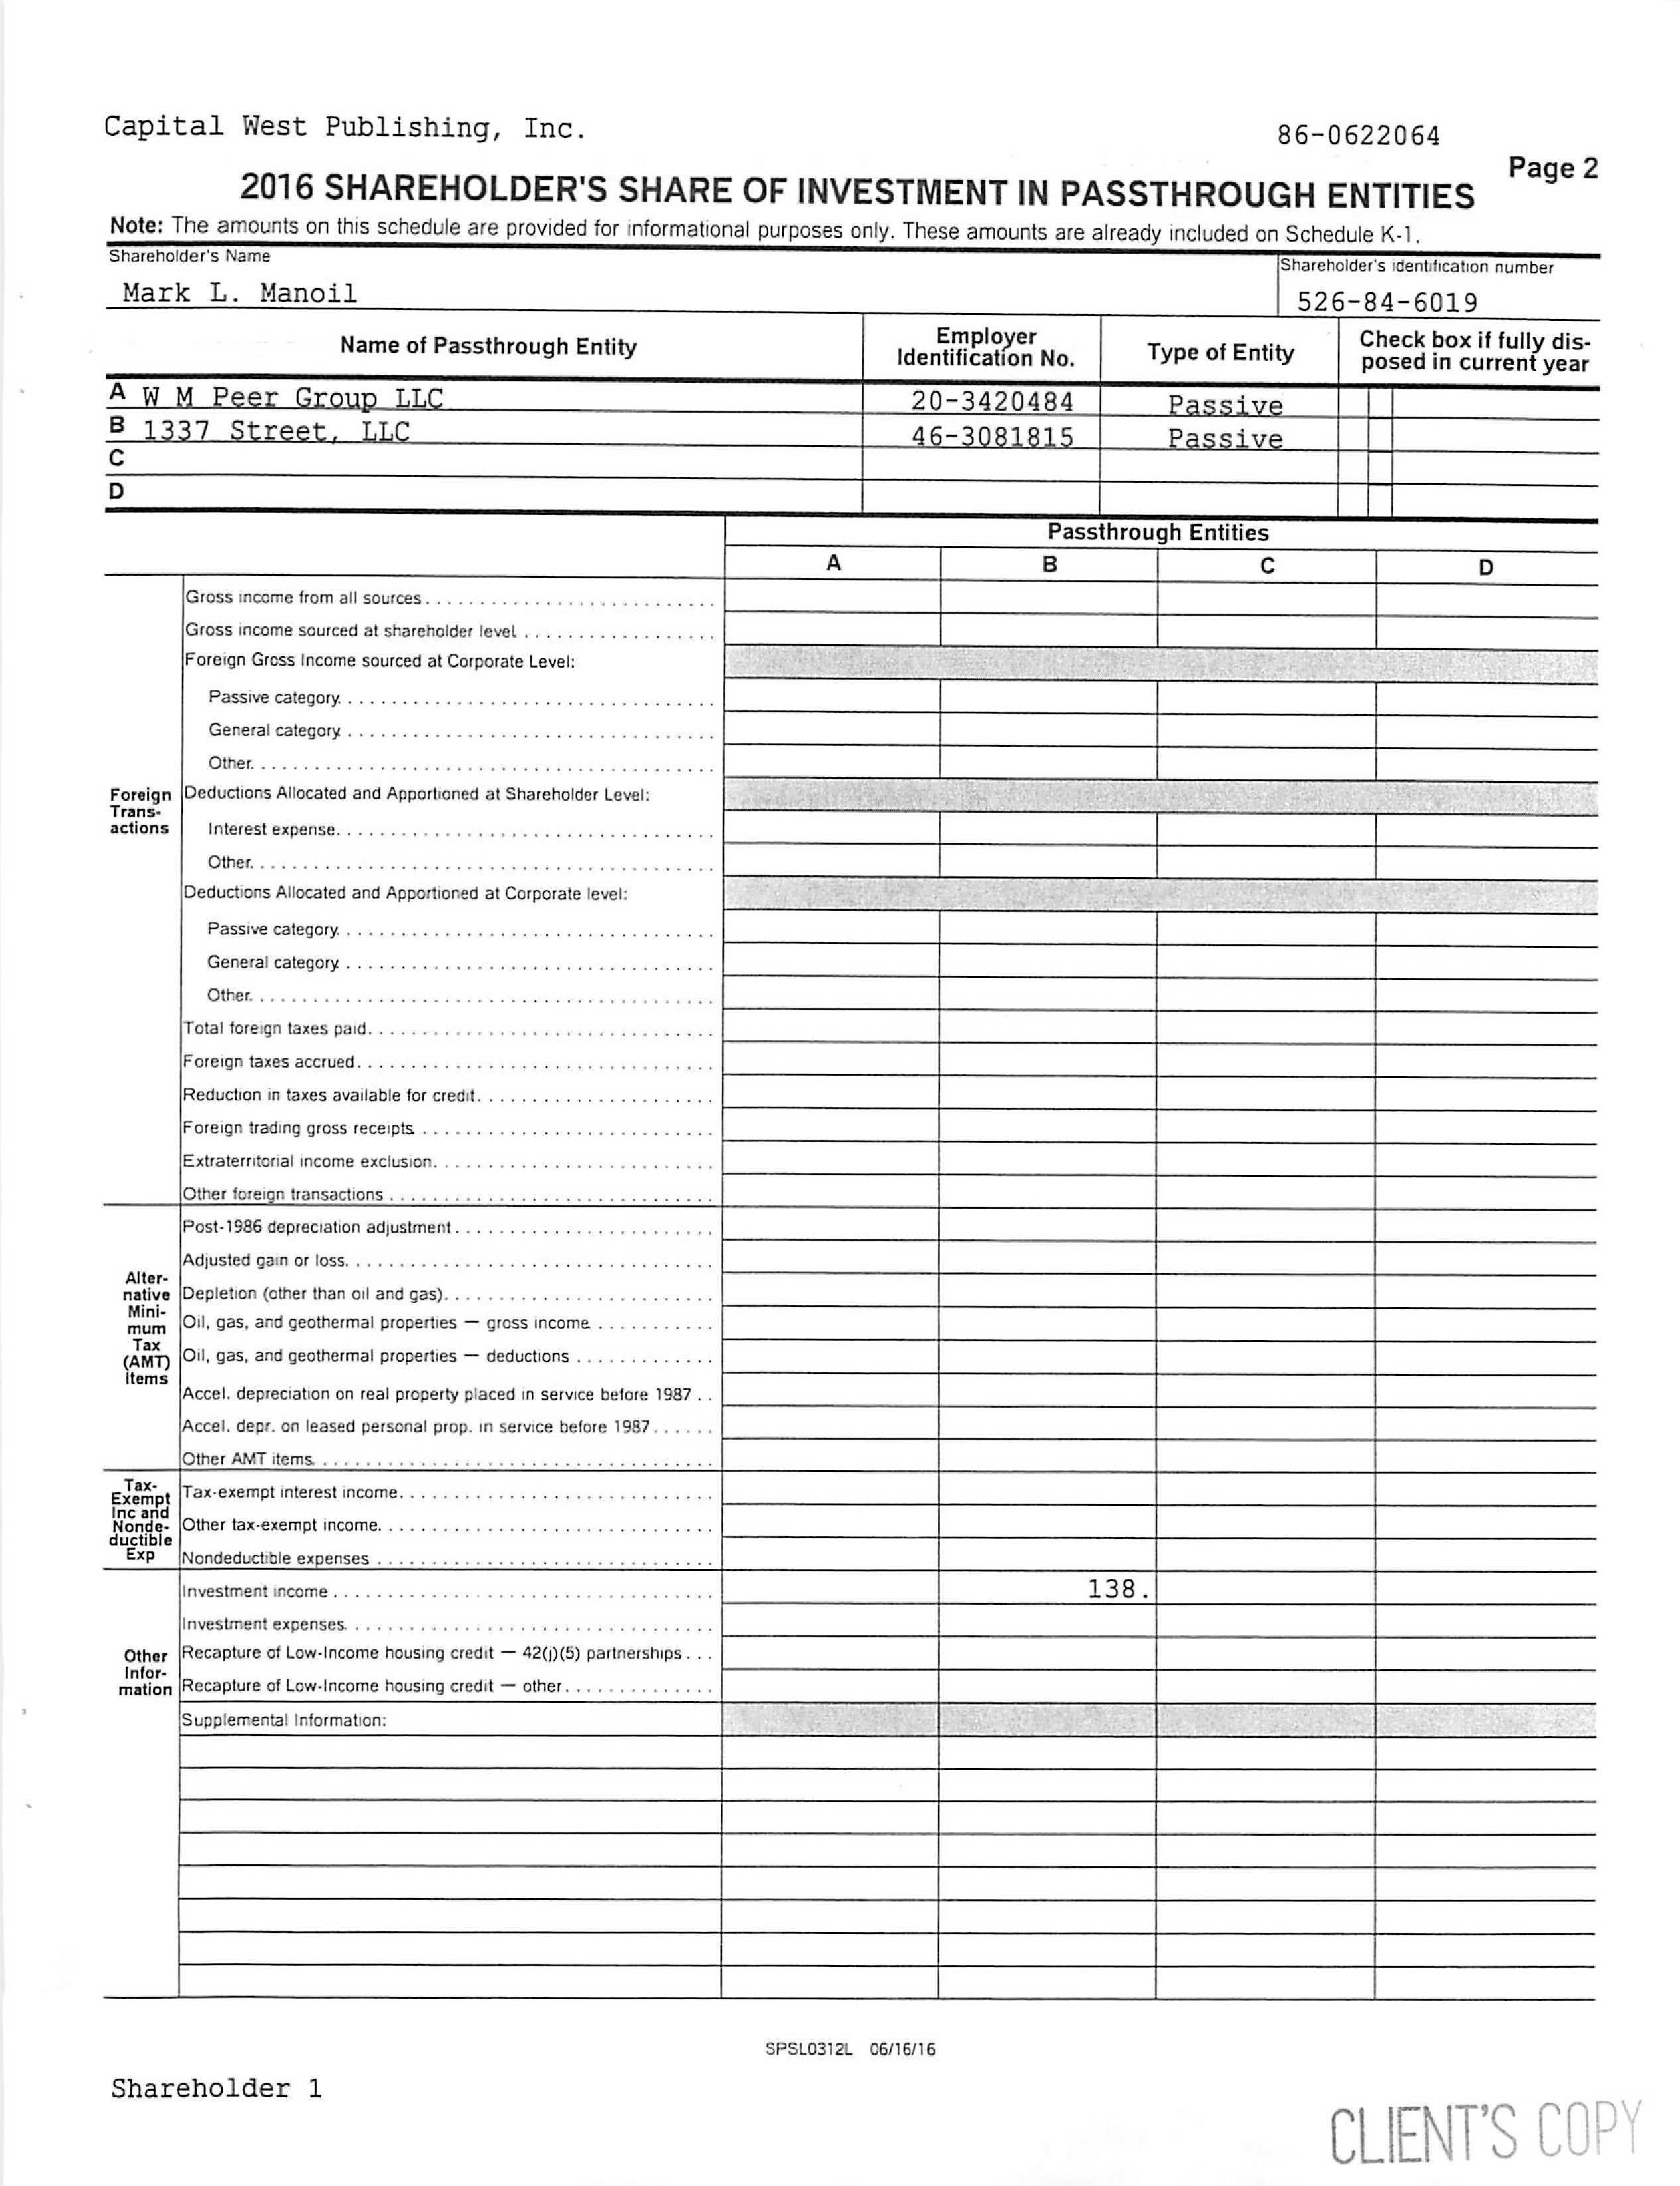 Capital West Publishing, Inc.
86-0622064
Page 2
2016 SHAREHOLDER'S SHARE OF INVESTMENT IN PASSTHROUGH ENTITIES
Note: The amounts on this schedule are provided for informational purposes only. These amounts are already included on Schedule K-1.
Shareholder's Name
Shareholder's identification number
Mark L. Manoil
526-84-6019
Name of Passthrough Entity
Employer
Identification No.
Type of Entity
Check box if fully dis-
posed in current year
A W M Peer Group LLC 20-3420484 Passive
B 1337 Street, LLC 46-3081815 Passive
C
D
Passthrough Entities
A B C D
Foreign
Trans-
actions
Gross income from all sources
Gross income sourced at shareholder level
Foreign Gross Income sourced at Corporate Level:
Passive category
General category
Other
Deductions Allocated and Apportioned at Shareholder Level:
Interest expense
Other
Deductions Allocated and Apportioned at Corporate level:
Passive category
General category
Other
Total foreign taxes paid
Foreign taxes accrued
Reduction in taxes available for credit
Foreign trading gross receipts
Extraterritorial income exclusion
Other foreign transactions
Alter-
native
Mini-
mum
Tax
(AMT)
Items
Post-1986 depreciation adjustment
Adjusted gain or loss
Depletion (other than oil and gas)
Oil, gas, and geothermal properties — gross income
Oil, gas, and geothermal properties — deductions
Accel. depreciation on real property placed in service before 1987
Accel. depr. on leased personal prop. in service before 1987
Other AMT items
Tax-
Exempt
Inc and
Nonde-
ductible
Exp
Tax-exempt interest income
Other tax-exempt income
Nondeductible expenses
Other
Infor-
mation
Investment income 138.
Investment expenses
Recapture of Low-Income housing credit — 42(j)(5) partnerships
Recapture of Low-Income housing credit — other
Supplemental Information:
SPSL0312L 06/16/16
Shareholder 1
CLIENT'S COPY